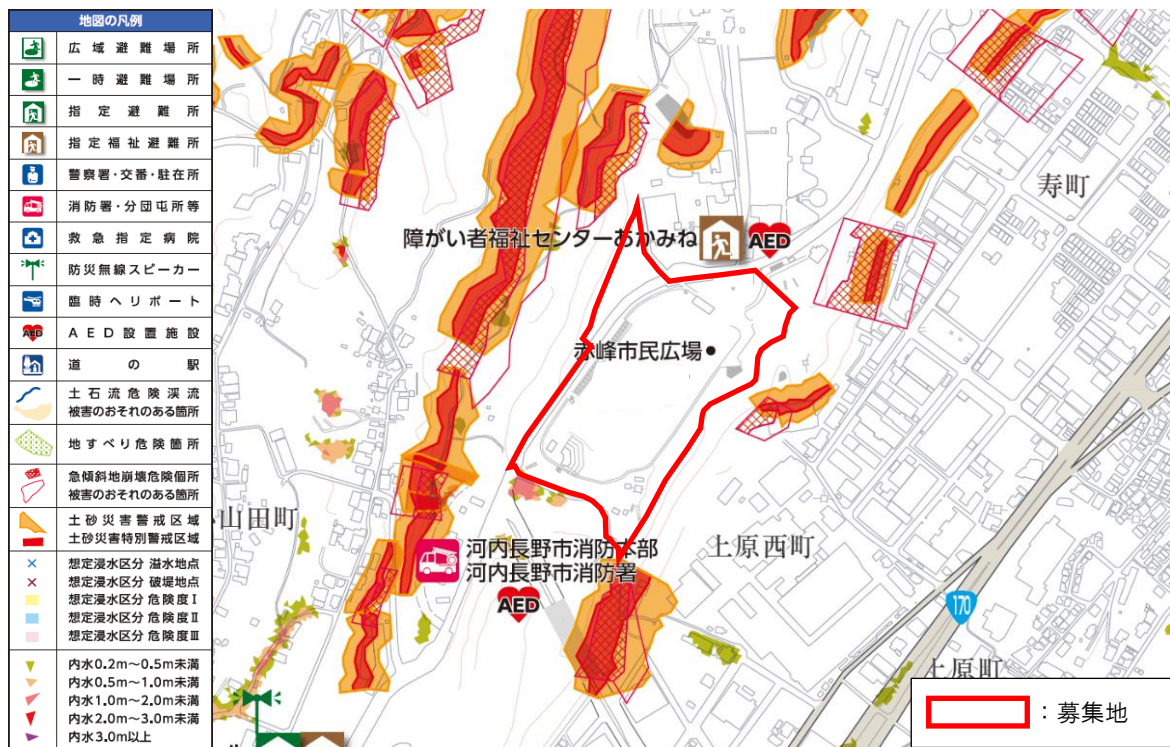 地図の凡例
広域避難場所
一時避難場所
指定避難所
指定福祉避難所
警察署・交番・駐在所
消防署・分団屯所等
救急指定病院
防災無線スピーカー
臨時ヘリポート
AED
AED設置施設
道の駅
土石流危険渓流
被害のおそれのある箇所
地すべり危険箇所
急傾斜地崩壊危険個所
被害のおそれのある箇所
土砂災害警戒区域
土砂災害特別警戒区域
想定浸水区分 溢水地点
想定浸水区分 破堤地点
想定浸水区分 危険度Ⅰ
想定浸水区分 危険度Ⅱ
想定浸水区分 危険度Ⅲ
内水0.2m~0.5m未満
内水0.5m~1.0m未満
内水1.0m~2.0m未満
内水2.0m~3.0m未満
内水3.0m以上
寿町
障がい者福祉センターあかみね
AED
赤峰市民広場
山田町
河内長野市消防本部
河内長野市消防署
AED
上原西町
170
上原町
:募集地